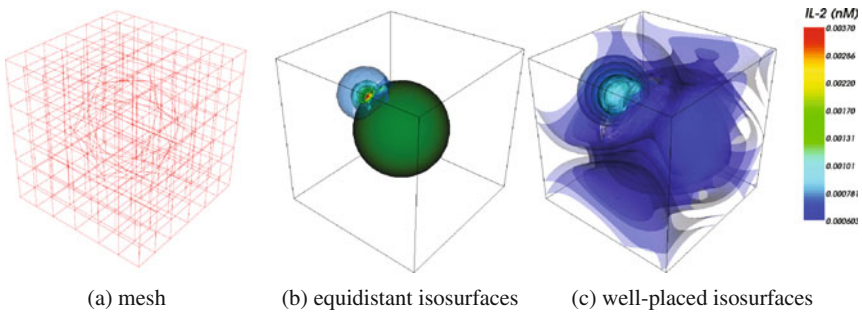 IL-2 (nM)
0.00370
0.00286
0.00220
0.00170
0.00131
0.00101
0.000781
0.000603
(a) mesh
(b) equidistant isosurfaces
(c) well-placed isosurfaces